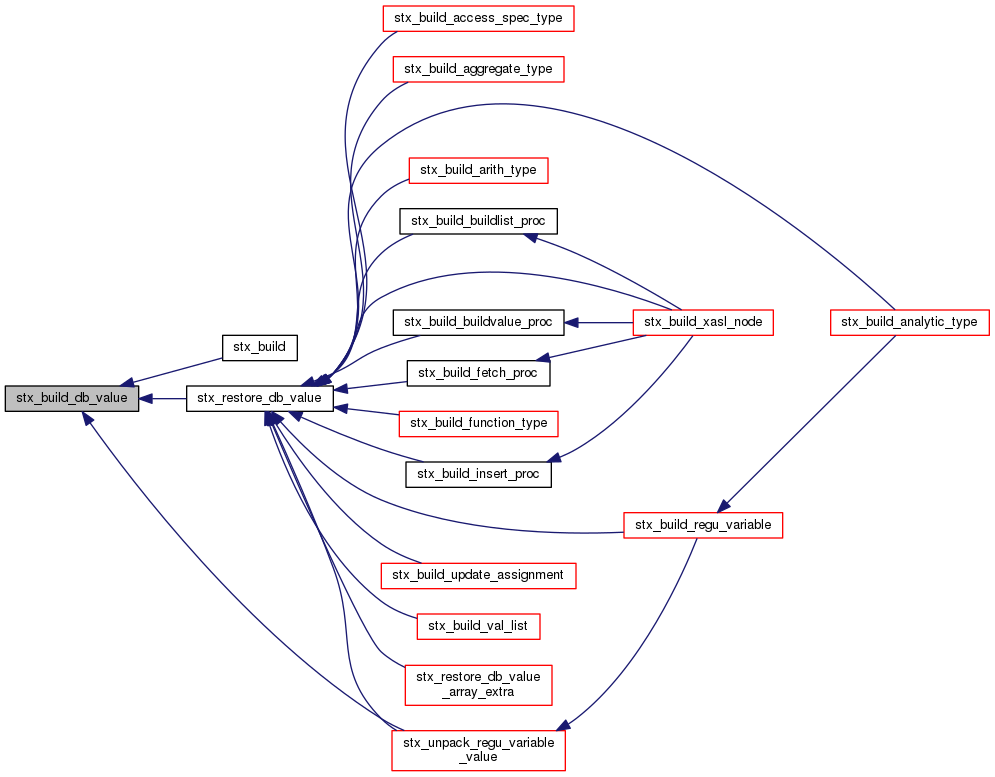 stx_build_access_spec_type
stx_build_aggregate_type
stx_build_arith_type
stx_build_buildlist_proc
stx_build_buildvalue_proc
stx_build_xasl_node
stx_build_analytic_type
stx_build
stx_build_fetch_proc
stx_build_db_value
stx_restore_db_value
stx_build_function_type
stx_build_insert_proc
stx_build_regu_variable
stx_build_update_assignment
stx_build_val_list
stx_restore_db_value
_array_extra
stx_unpack_regu_variable
_value